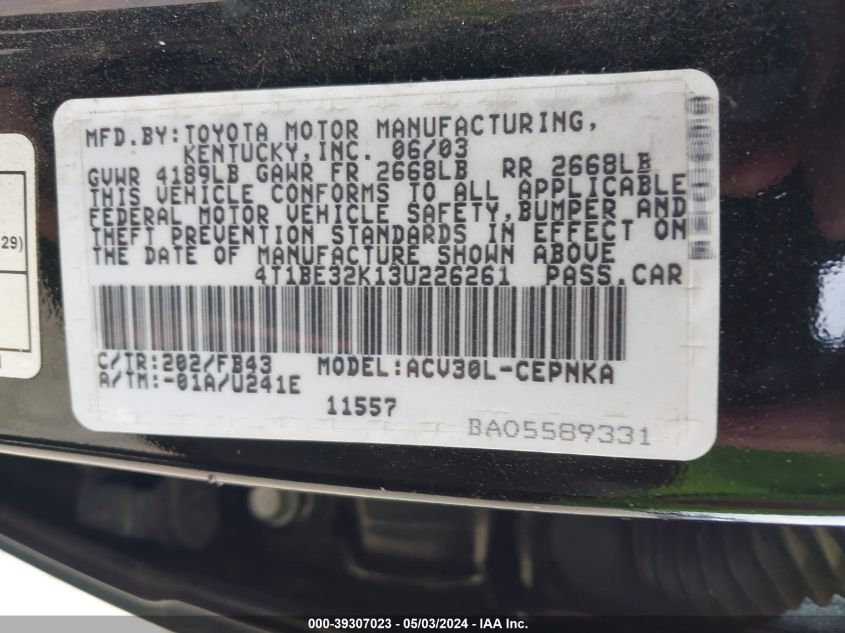 MFD.BY:TOYOTA MOTOR MANUFACTURING,
KENTUCKY,INC. 06/03
GVWR 4189LB GAWR FR 2668LB RR 2668LB
THIS VEHICLE CONFORMS TO ALL APPLICABLE
FEDERAL MOTOR VEHICLE SAFETY,BUMPER AND
THEFT PREVENTION STANDARDS IN EFFECT ON
THE DATE OF MANUFACTURE SHOWN ABOVE
4T1BE32K13U226261 PASS.CAR
C/TR:202/FB43 MODEL:ACV30L-CEPNKA
A/TM:-01A/U241E
11557
BA05589331
29)
000-39307023 - 05/03/2024 - IAA Inc.